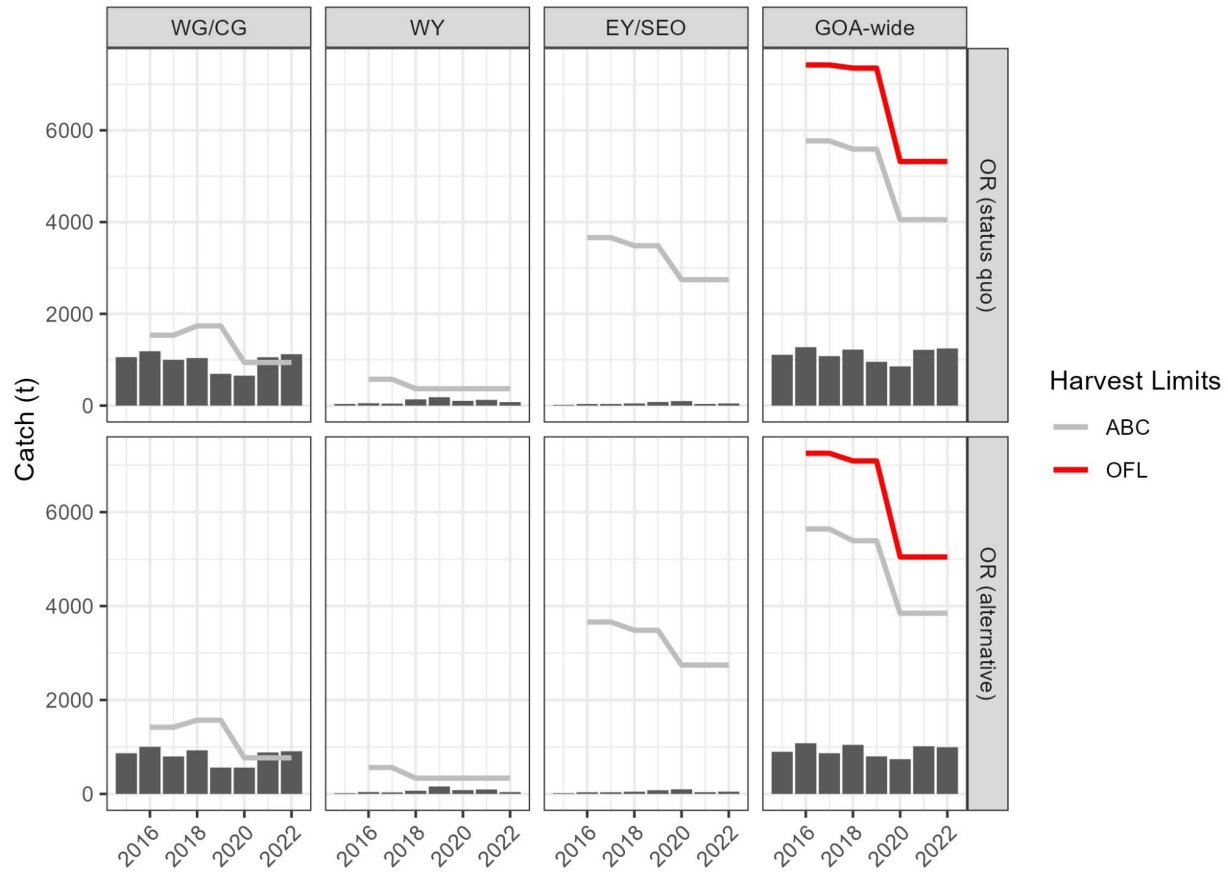 WG/CG
WY
EY/SEO
GOA-wide
6000
4000
2000
0
OR (status quo)
6000
4000
2000
0
OR (alternative)
Catch (t)
2016 2018 2020 2022
2016 2018 2020 2022
2016 2018 2020 2022
2016 2018 2020 2022
Harvest Limits
ABC
OFL